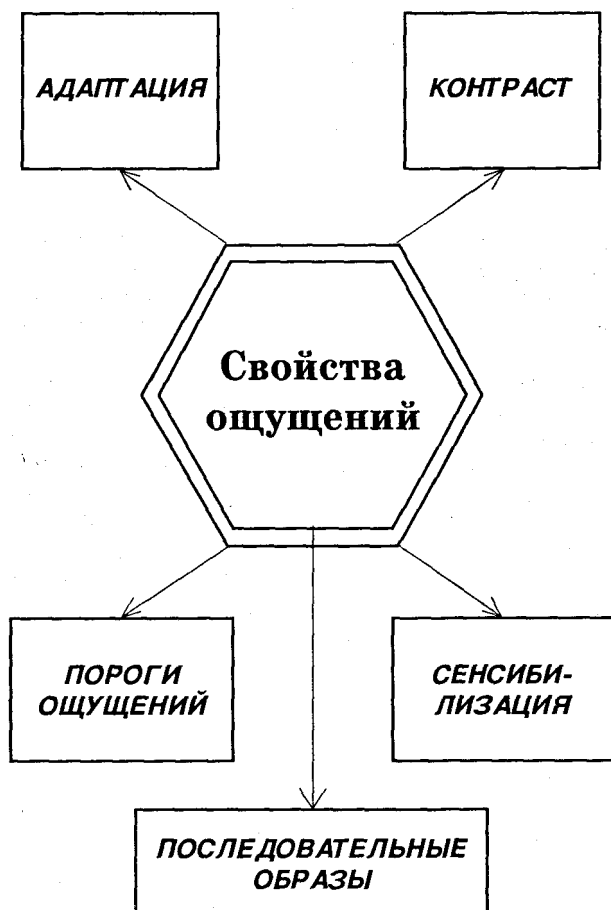 АДАПТАЦИЯ
КОНТРАСТ
Свойства
ощущений
ПОРОГИ
ОЩУЩЕНИЙ
СЕНСИБИ-
ЛИЗАЦИЯ
ПОСЛЕДОВАТЕЛЬНЫЕ
ОБРАЗЫ